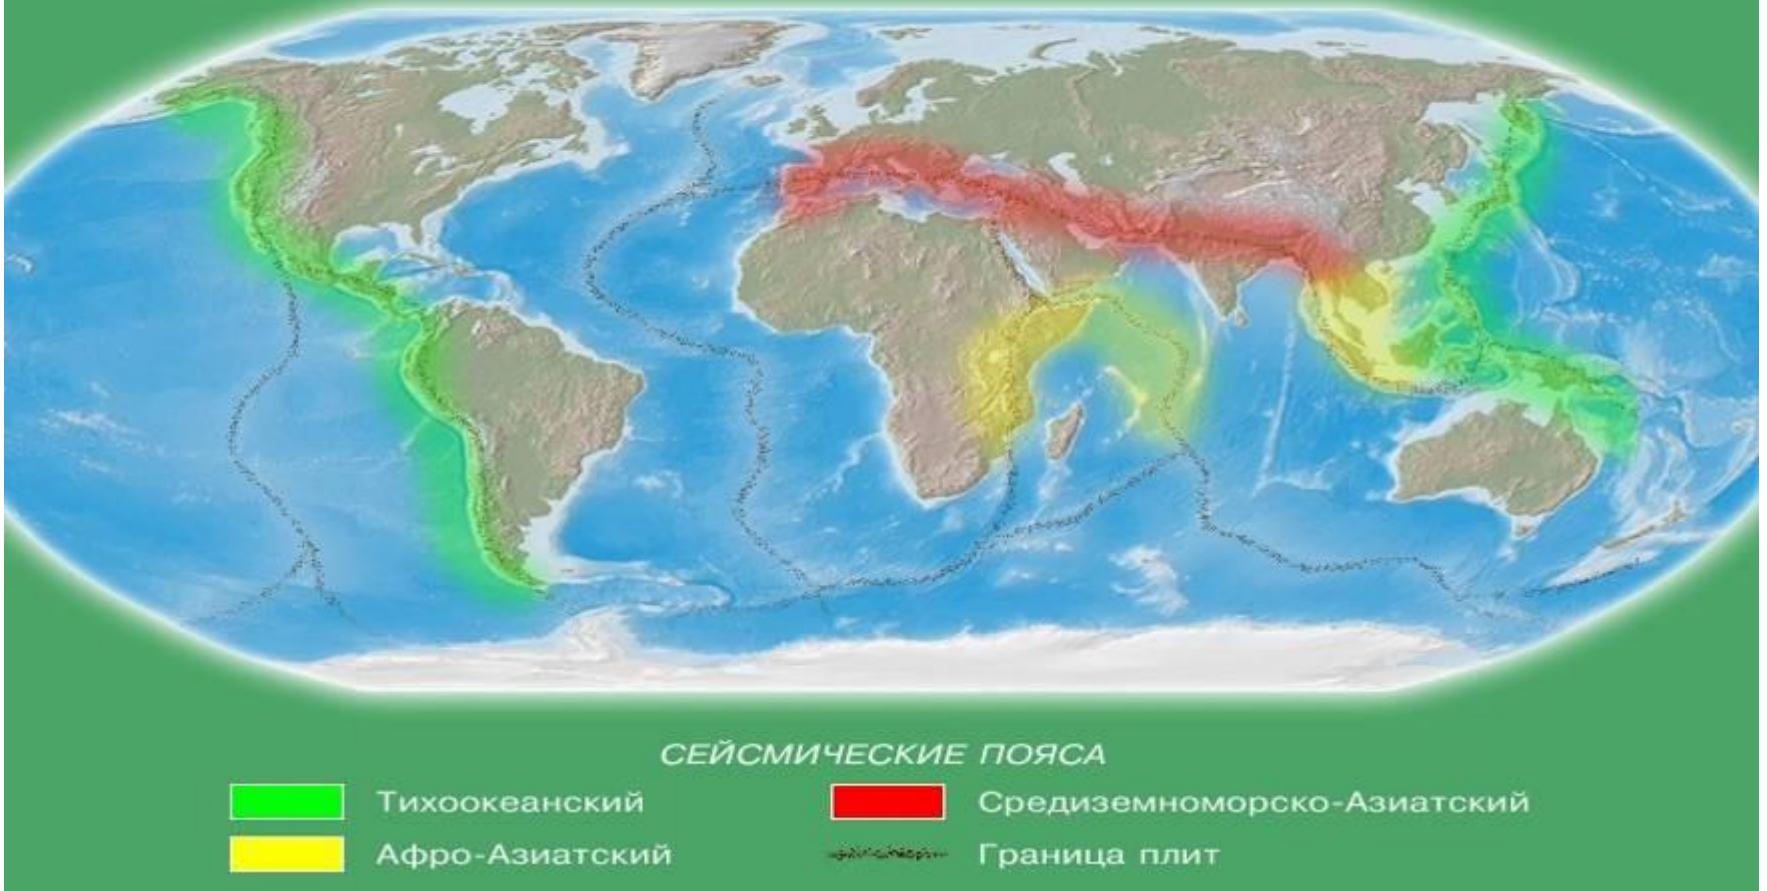 СЕЙСМИЧЕСКИЕ ПОЯСА
Тихоокеанский
Средиземноморско-Азиатский
Афро-Азиатский
Граница плит